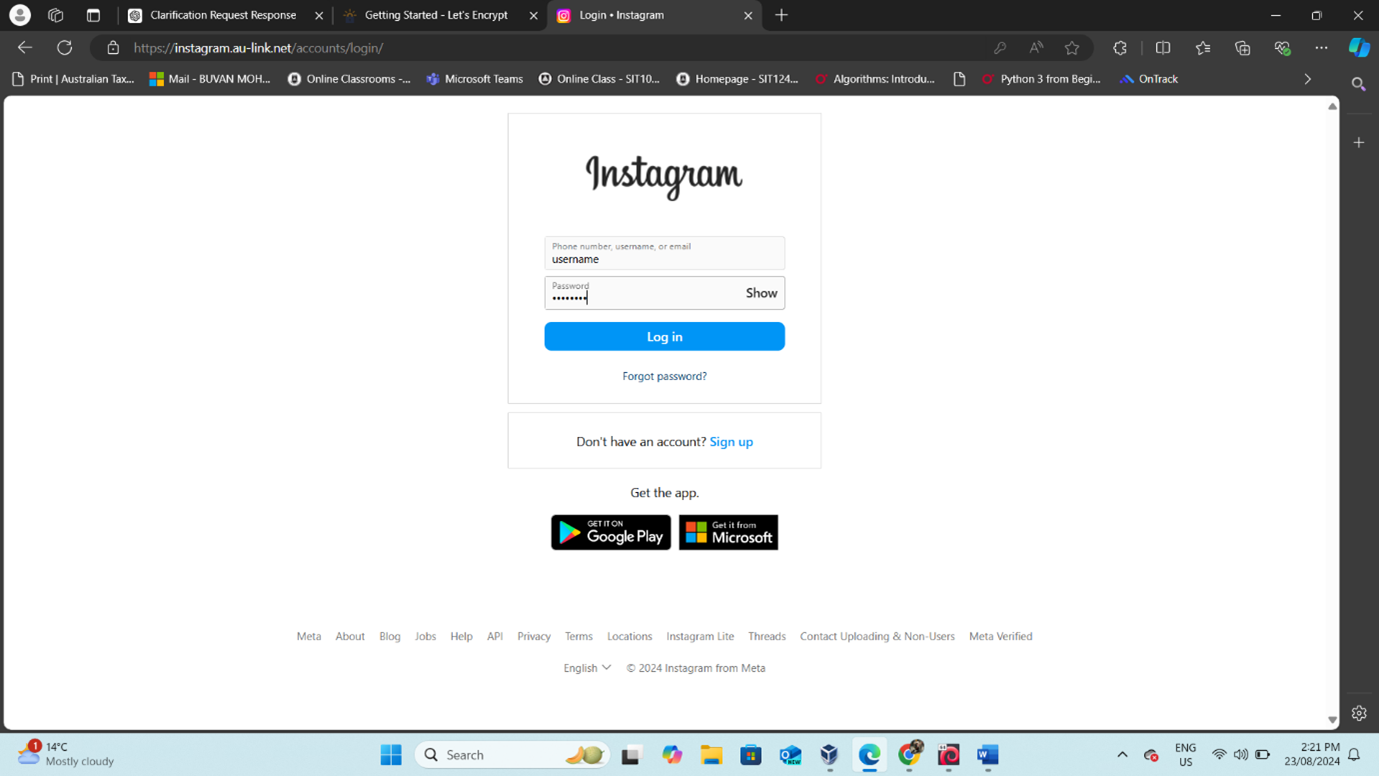 Clarification Request Response
Getting Started - Let's Encrypt
Login • Instagram
https://instagram.au-link.net/accounts/login/
Print | Australian Tax...
Mail - BUVAN MOH...
Online Classrooms -...
Microsoft Teams
Online Class - SIT10...
Homepage - SIT124...
Algorithms: Introdu...
Python 3 from Begi...
OnTrack
Instagram
Phone number, username, or email
username
Password
••••••••
Show
Log in
Forgot password?
Don't have an account? Sign up
Get the app.
GET IT ON
Google Play
Get it from
Microsoft
Meta About Blog Jobs Help API Privacy Terms Locations Instagram Lite Threads Contact Uploading & Non-Users Meta Verified
English © 2024 Instagram from Meta
1
14°C
Mostly cloudy
Search
NEW
ENG
US
2:21 PM
23/08/2024